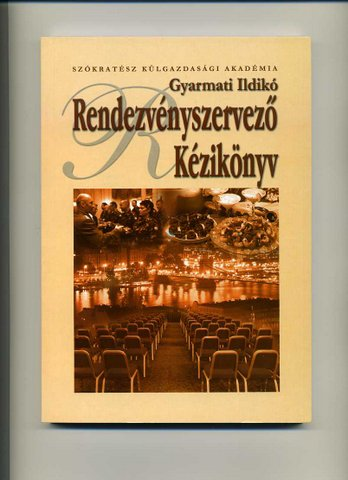 SZÓKRATÉSZ KÜLGAZDASÁGI AKADÉMIA
Gyarmati Ildikó
R
Rendezvényszervező
Kézikönyv